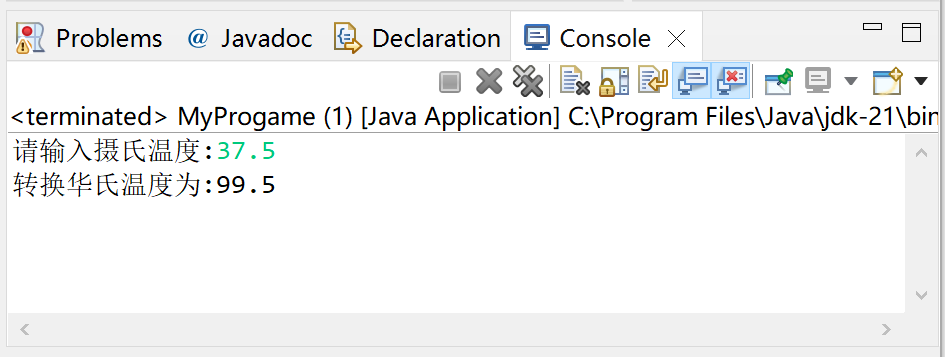 Problems @ Javadoc Declaration Console
<terminated> MyProgame (1) [Java Application] C:\Program Files\Java\jdk-21\bin
请输入摄氏温度:37.5
转换华氏温度为:99.5